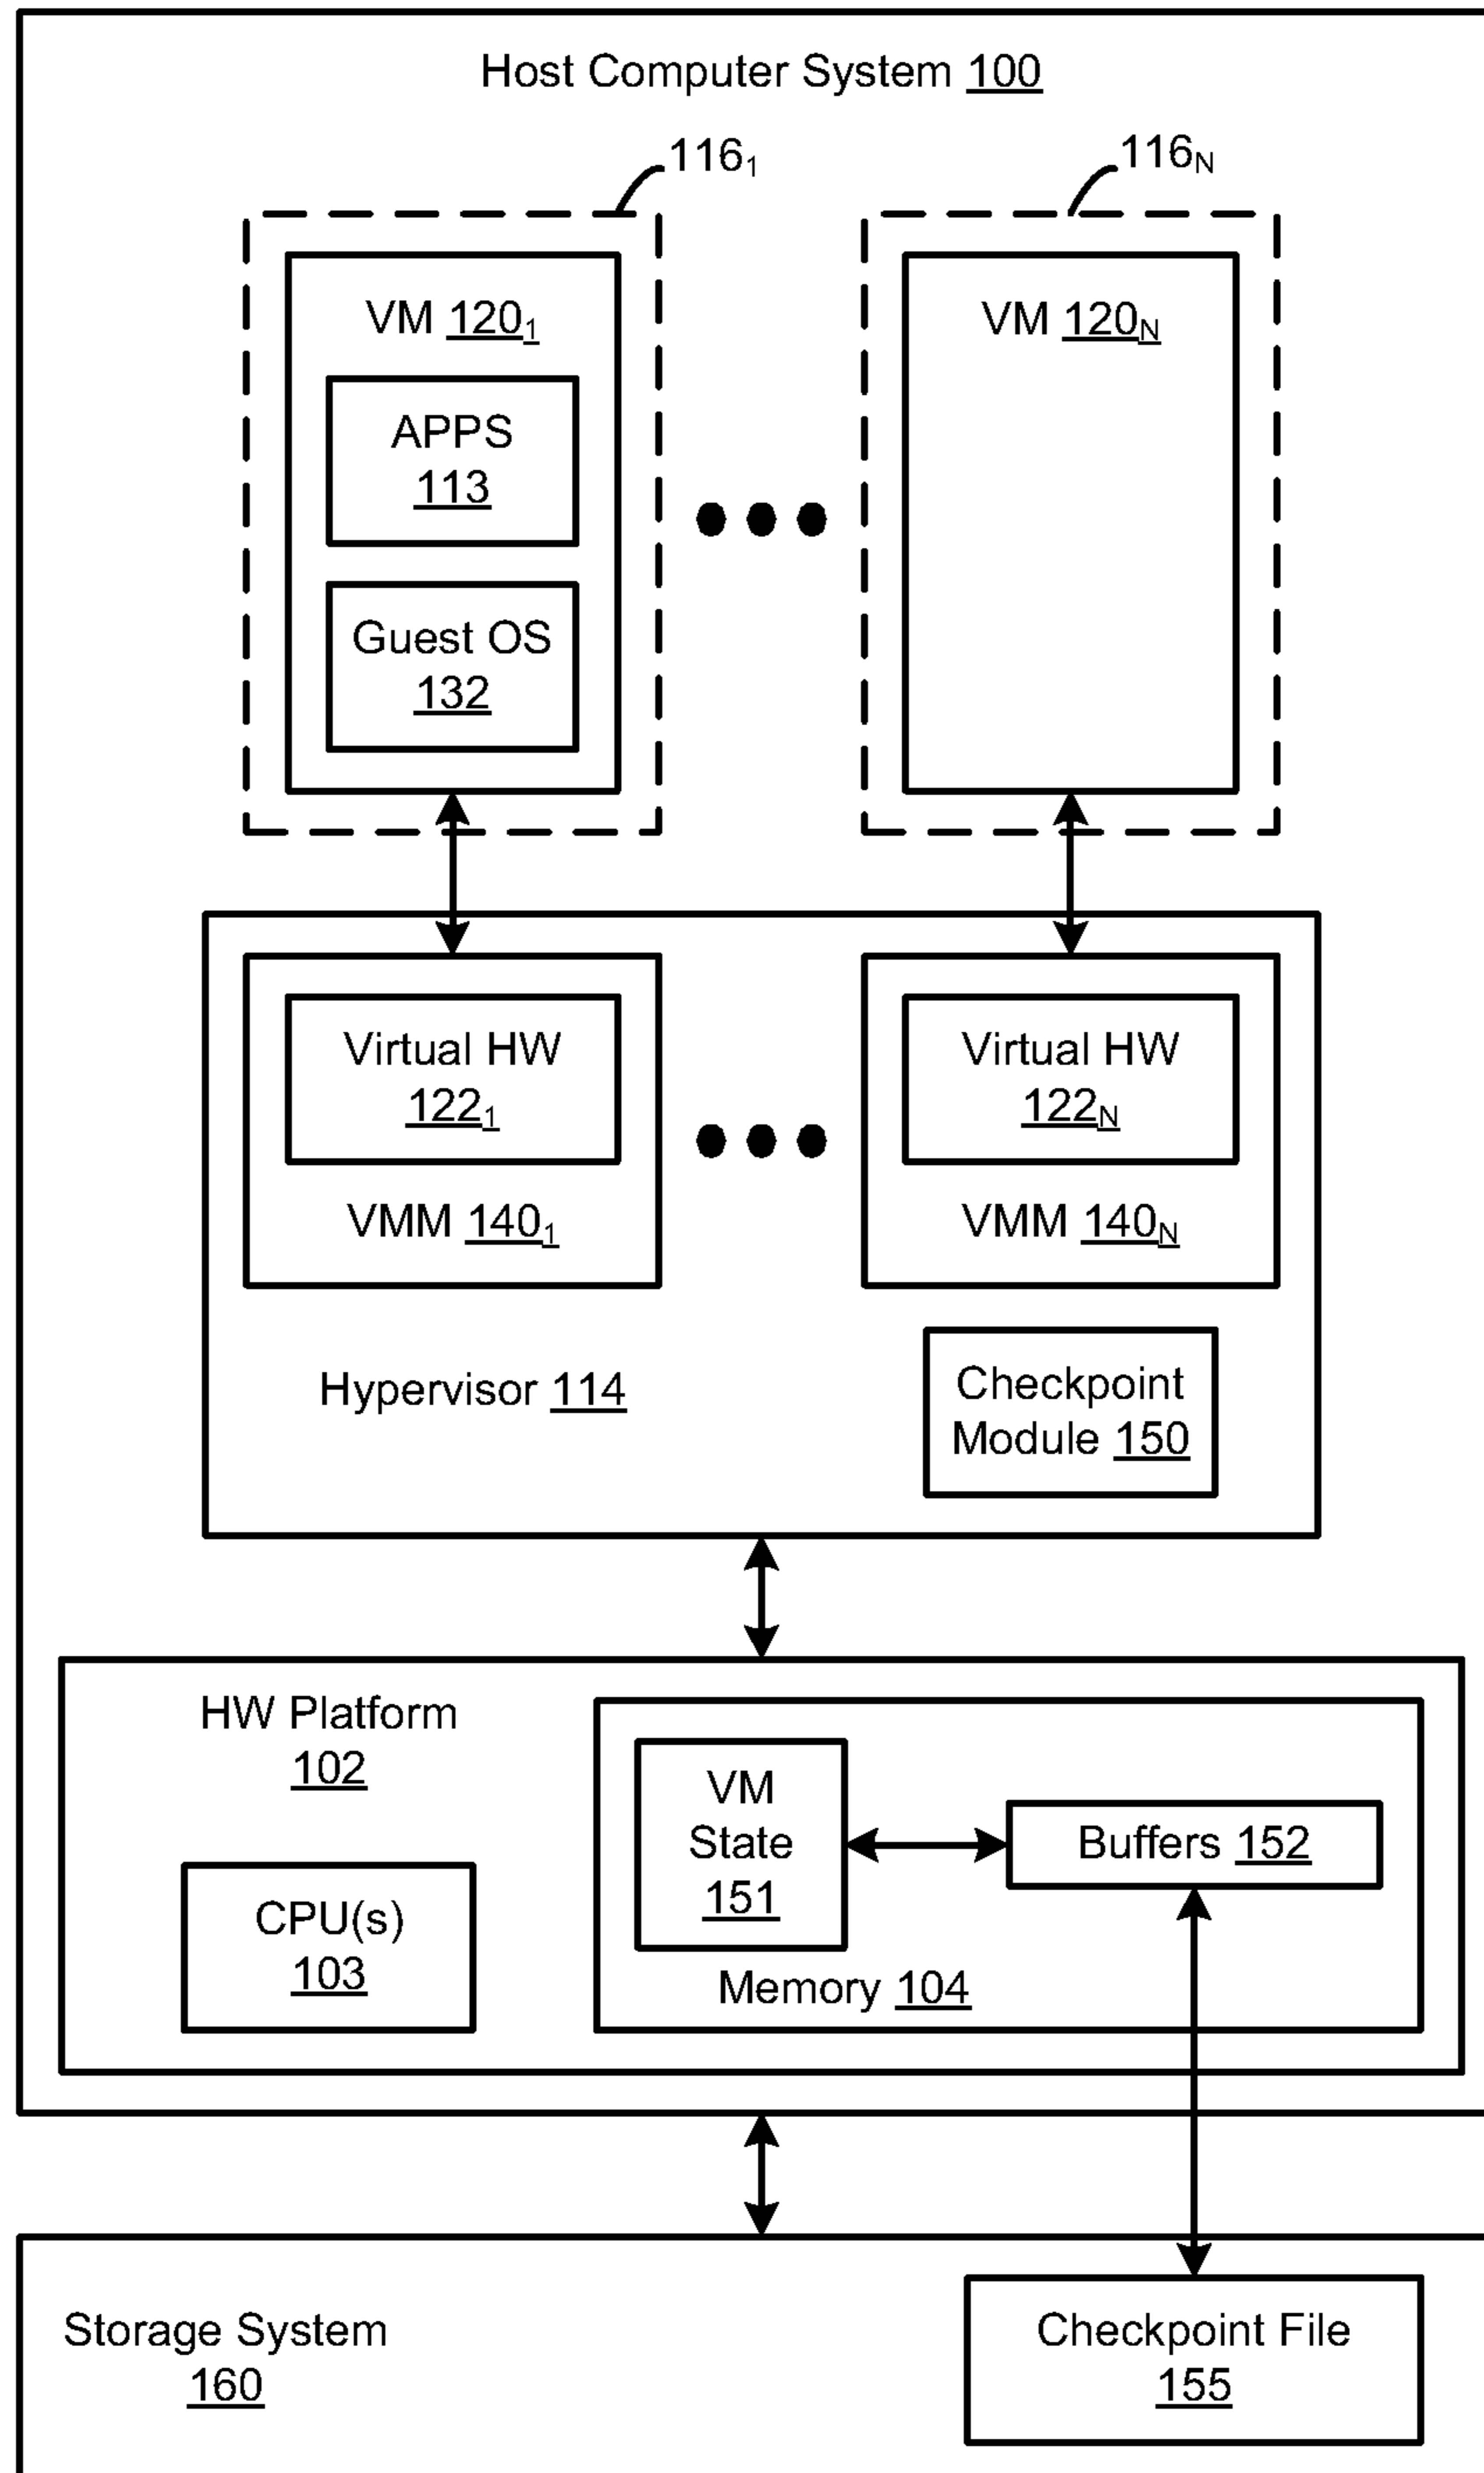 Host Computer System 100
116₁
116N
VM 120₁
VM 120N
APPS
113
Guest OS
132
Virtual HW
122₁
Virtual HW
122N
VMM 140₁
VMM 140N
Hypervisor 114
Checkpoint
Module 150
HW Platform
102
CPU(s)
103
VM
State
151
Buffers 152
Memory 104
Storage System
160
Checkpoint File
155